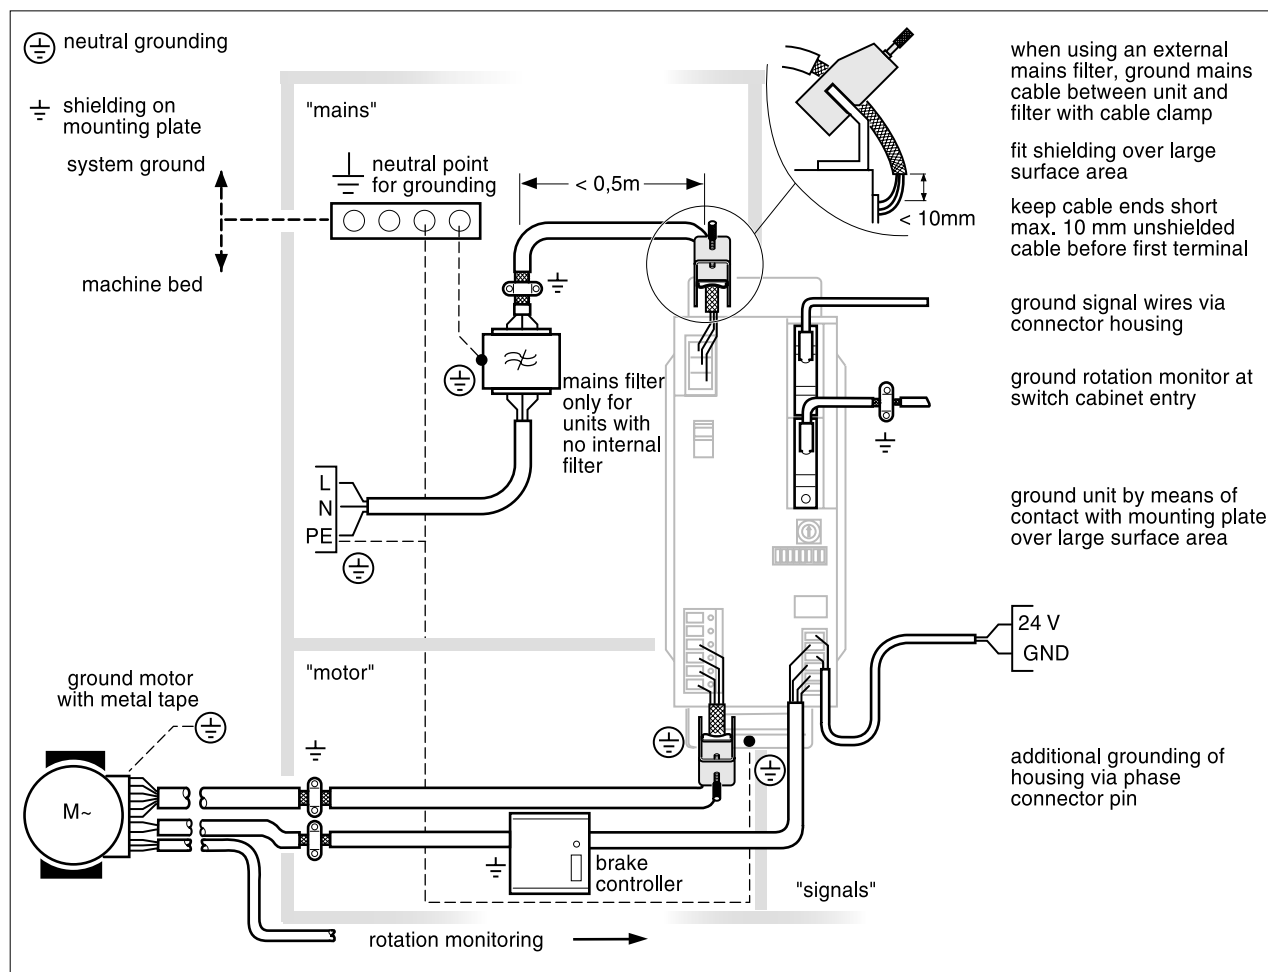 neutral grounding
shielding on
mounting plate
system ground
machine bed
"mains"
neutral point
for grounding
< 0,5m
< 10mm
when using an external
mains filter, ground mains
cable between unit and
filter with cable clamp
fit shielding over large
surface area
keep cable ends short
max. 10 mm unshielded
cable before first terminal
ground signal wires via
connector housing
ground rotation monitor at
switch cabinet entry
mains filter
only for
units with
no internal
filter
L
N
PE
ground unit by means of
contact with mounting plate
over large surface area
24 V
GND
"motor"
ground motor
with metal tape
M~
additional grounding of
housing via phase
connector pin
brake
controller
"signals"
rotation monitoring